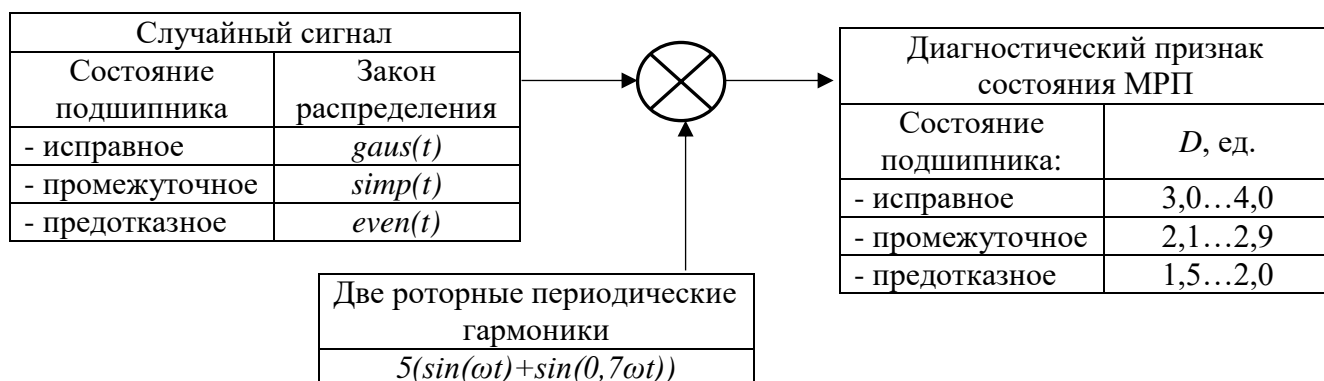 Случайный сигнал
Состояние
подшипника
Закон
распределения
- исправное
gaus(t)
- промежуточное
simp(t)
- предотказное
even(t)
Две роторные периодические
гармоники
5(sin(ωt)+sin(0,7ωt))
Диагностический признак
состояния МРП
Состояние
подшипника:
D, ед.
- исправное
3,0…4,0
- промежуточное
2,1…2,9
- предотказное
1,5…2,0